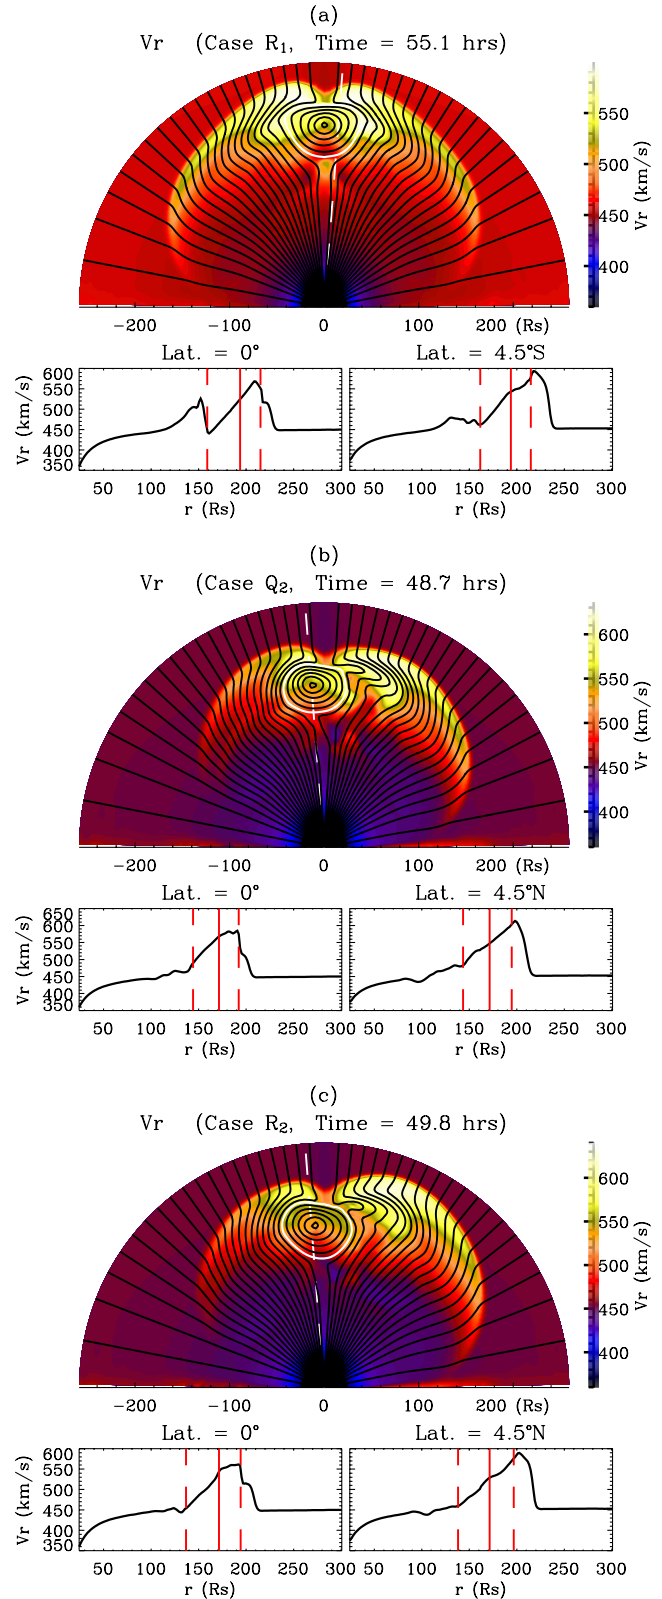 (a)
Vr (Case R₁, Time = 55.1 hrs)
550
500
450
400
Vr (km/s)
-200 -100 0 100 200 (Rs)
Lat. = 0° Lat. = 4.5°S
600
550
500
450
400
350
Vr (km/s)
50 100 150 200 250 300 50 100 150 200 250 300
r (Rs) r (Rs)
(b)
Vr (Case Q₂, Time = 48.7 hrs)
600
550
500
450
400
Vr (km/s)
-200 -100 0 100 200 (Rs)
Lat. = 0° Lat. = 4.5°N
650
600
550
500
450
400
350
Vr (km/s)
50 100 150 200 250 300 50 100 150 200 250 300
r (Rs) r (Rs)
(c)
Vr (Case R₂, Time = 49.8 hrs)
600
550
500
450
400
Vr (km/s)
-200 -100 0 100 200 (Rs)
Lat. = 0° Lat. = 4.5°N
600
550
500
450
400
350
Vr (km/s)
50 100 150 200 250 300 50 100 150 200 250 300
r (Rs) r (Rs)